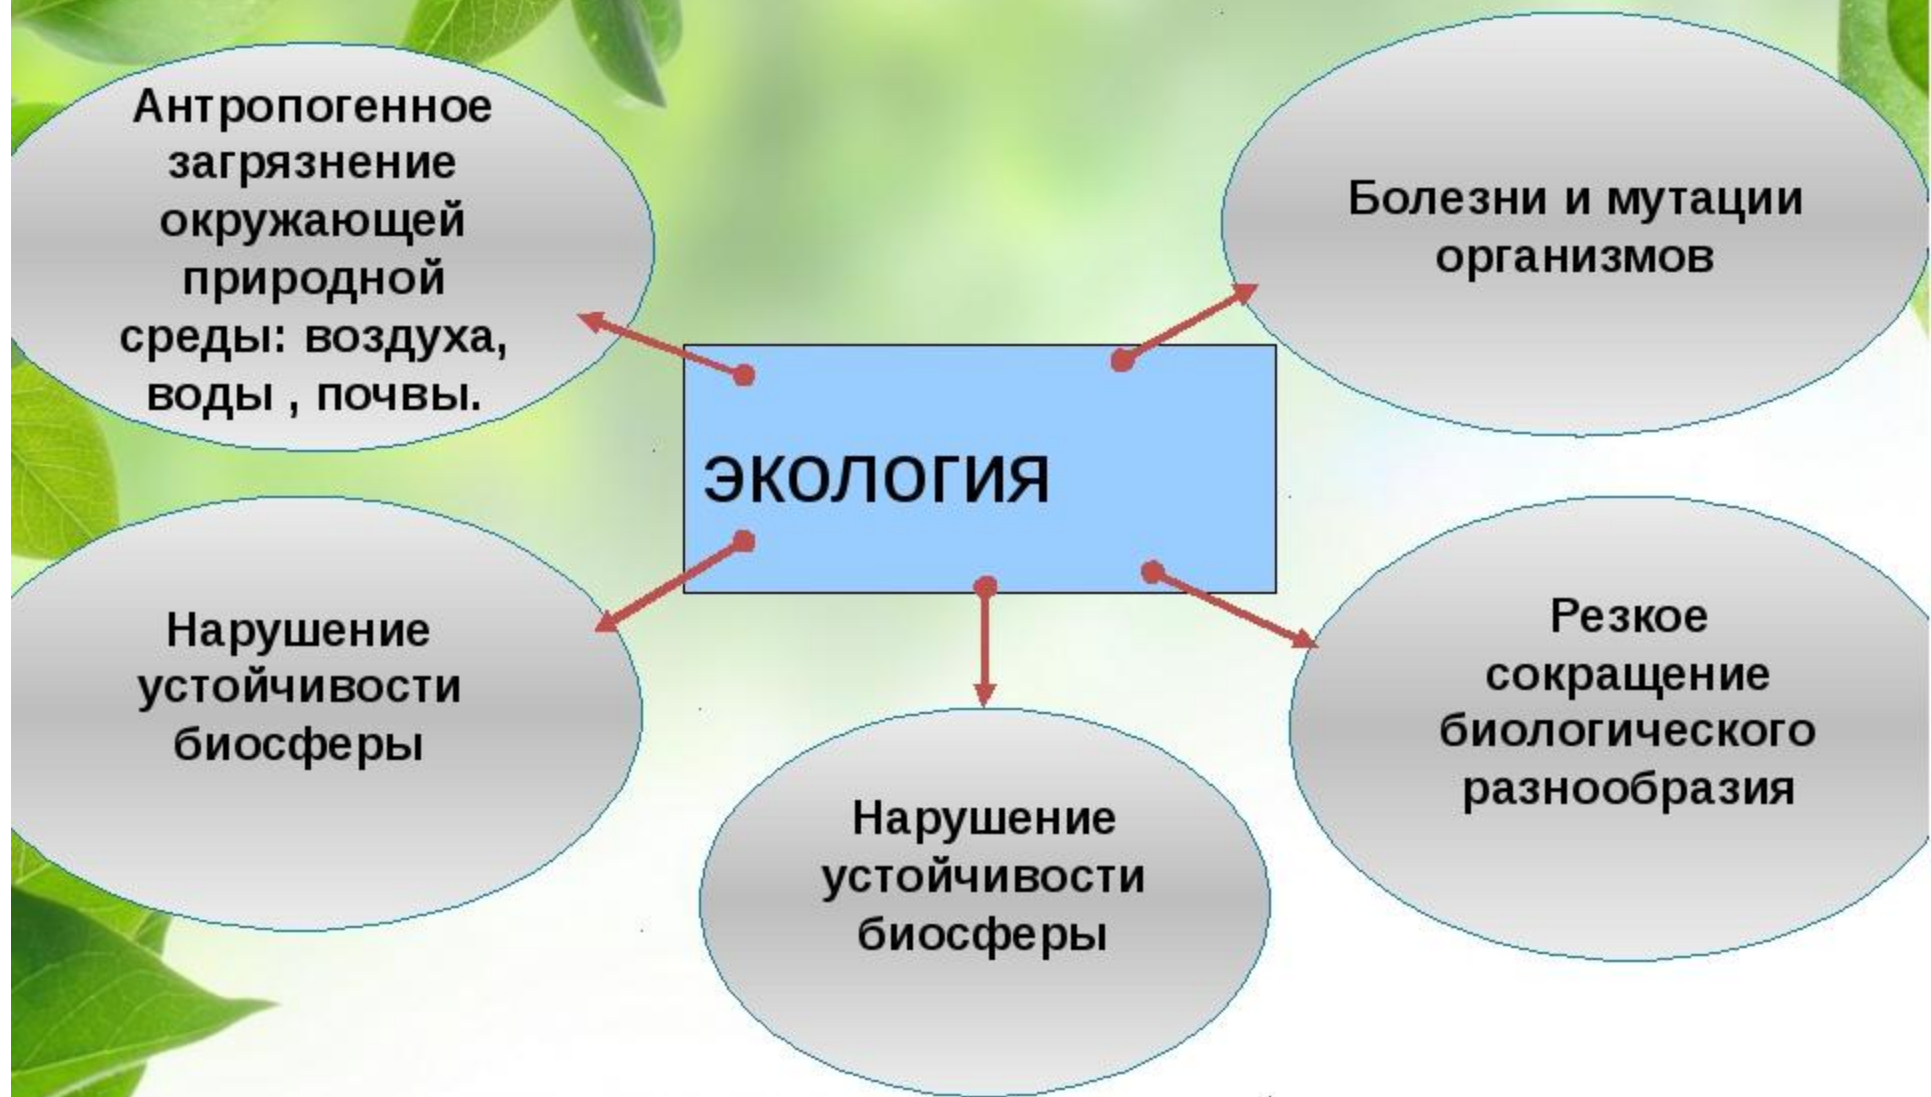 Антропогенное
загрязнение
окружающей
природной
среды: воздуха,
воды , почвы.
Болезни и мутации
организмов
экология
Нарушение
устойчивости
биосферы
Нарушение
устойчивости
биосферы
Резкое
сокращение
биологического
разнообразия